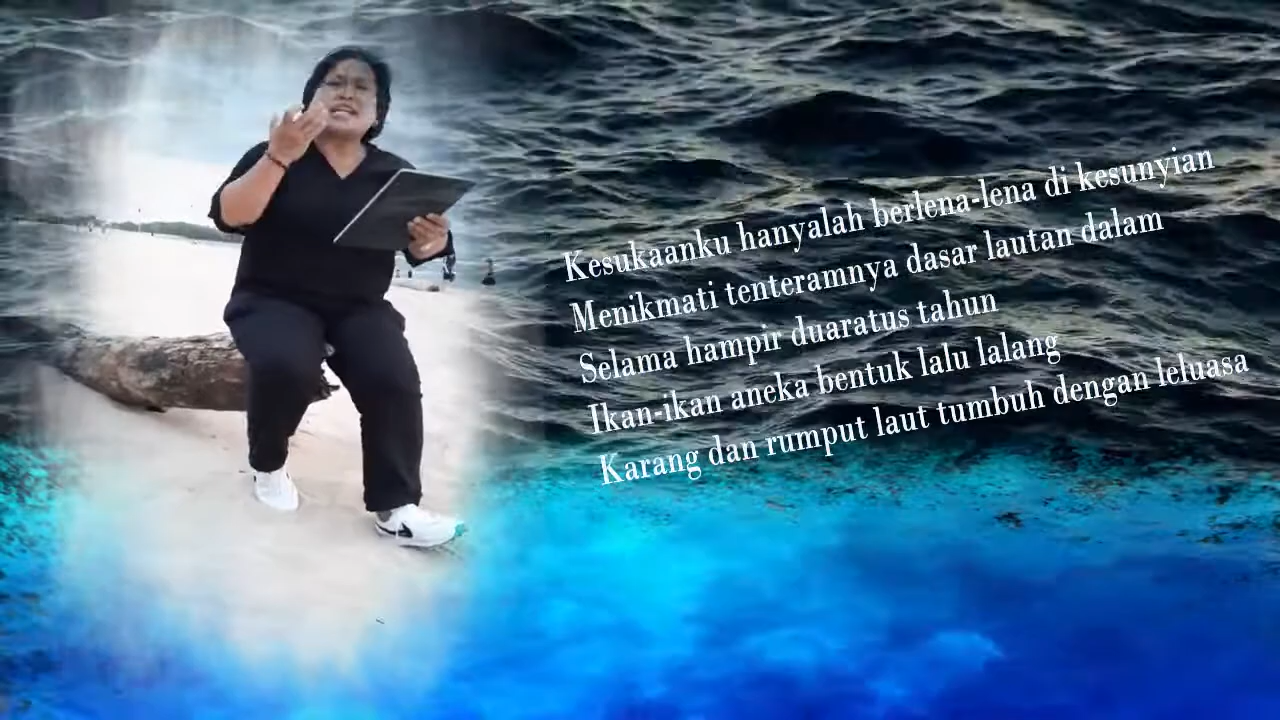 Kesukaanku hanyalah berlena-lena di kesunyian
Menikmati tenteramnya dasar lautan dalam
Selama hampir duaratus tahun
Ikan-ikan aneka bentuk lalu lalang
Karang dan rumput laut tumbuh dengan leluasa